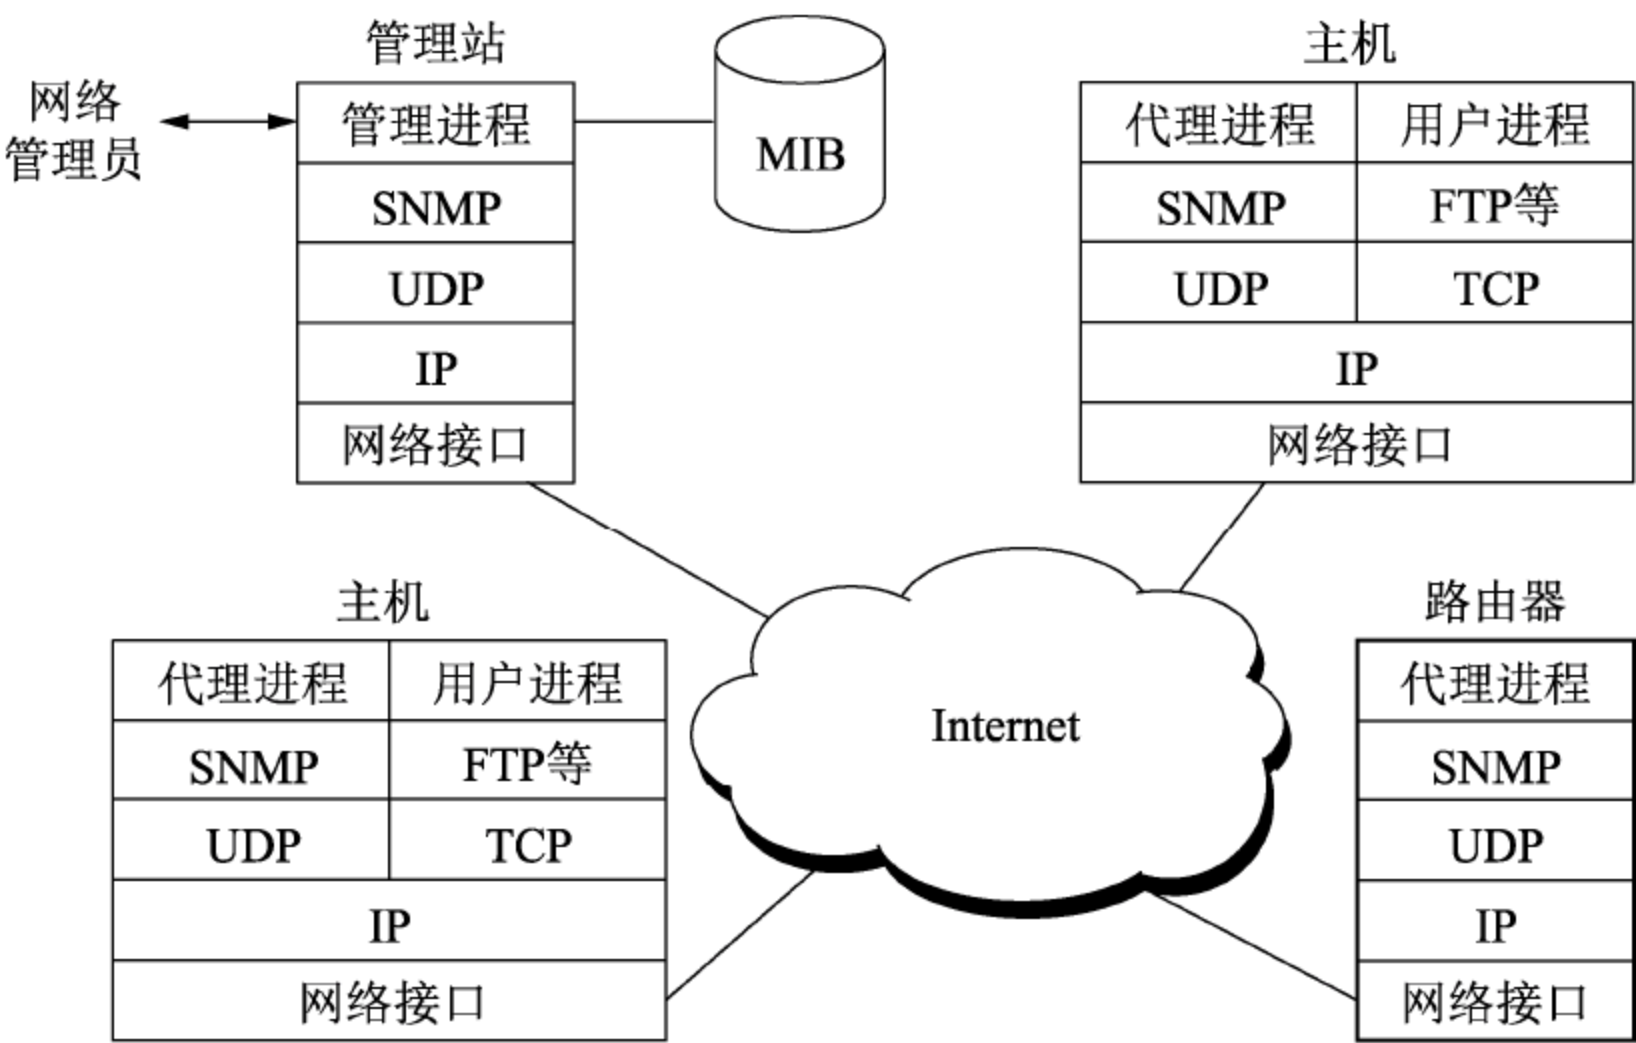 管理站
网络
管理员
管理进程
SNMP
UDP
IP
网络接口
MIB
主机
代理进程 用户进程
SNMP FTP等
UDP TCP
IP
网络接口
主机
代理进程 用户进程
SNMP FTP等
UDP TCP
IP
网络接口
Internet
路由器
代理进程
SNMP
UDP
IP
网络接口